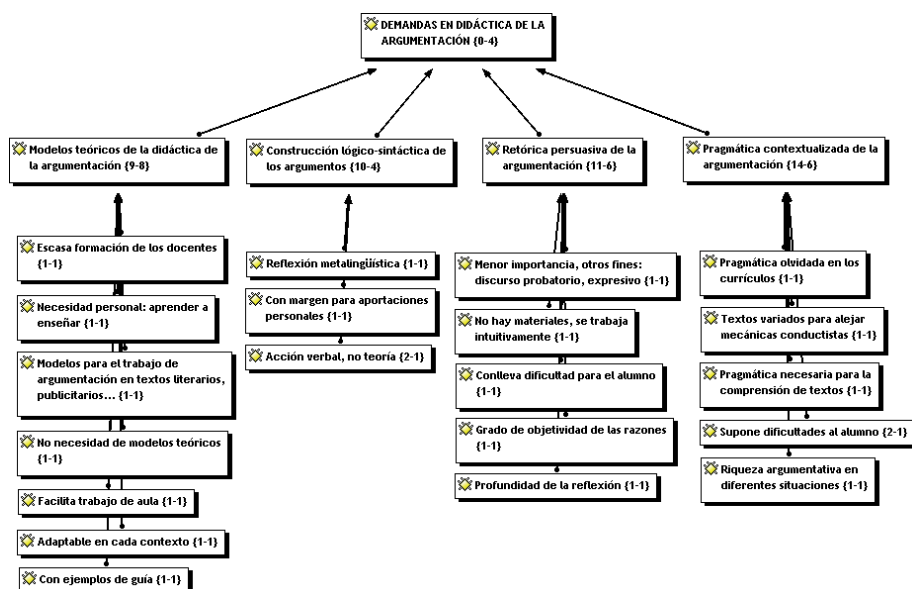 DEMANDAS EN DIDÁCTICA DE LA
ARGUMENTACIÓN {0-4}
Modelos teóricos de la didáctica de
la argumentación {9-8}
Construcción lógico-sintáctica de
los argumentos {10-4}
Retórica persuasiva de la
argumentación {11-6}
Pragmática contextualizada de la
argumentación {14-6}
Escasa formación de los docentes
{1-1}
Necesidad personal: aprender a
enseñar {1-1}
Modelos para el trabajo de
argumentación en textos literarios,
publicitarios... {1-1}
No necesidad de modelos teóricos
{1-1}
Facilita trabajo de aula {1-1}
Adaptable en cada contexto {1-1}
Con ejemplos de guía {1-1}
Reflexión metalingüística {1-1}
Con margen para aportaciones
personales {1-1}
Acción verbal, no teoría {2-1}
Menor importancia, otros fines:
discurso probatorio, expresivo {1-1}
No hay materiales, se trabaja
intuitivamente {1-1}
Conlleva dificultad para el alumno
{1-1}
Grado de objetividad de las razones
{1-1}
Profundidad de la reflexión {1-1}
Pragmática olvidada en los
currículos {1-1}
Textos variados para alejar
mecánicas conductistas {1-1}
Pragmática necesaria para la
comprensión de textos {1-1}
Supone dificultades al alumno {2-1}
Riqueza argumentativa en
diferentes situaciones {1-1}